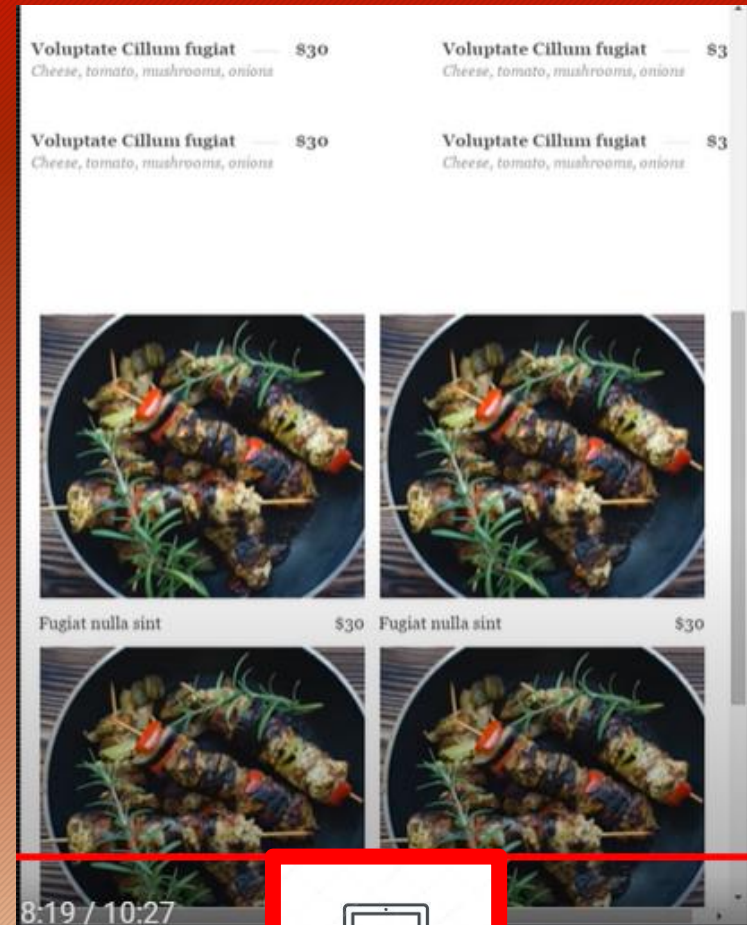 Voluptate Cillum fugiat $30
Cheese, tomato, mushrooms, onions
Voluptate Cillum fugiat $3
Cheese, tomato, mushrooms, onions
Voluptate Cillum fugiat $30
Cheese, tomato, mushrooms, onions
Voluptate Cillum fugiat $3
Cheese, tomato, mushrooms, onions
Fugiat nulla sint $30
Fugiat nulla sint $30
8:19 / 10:27